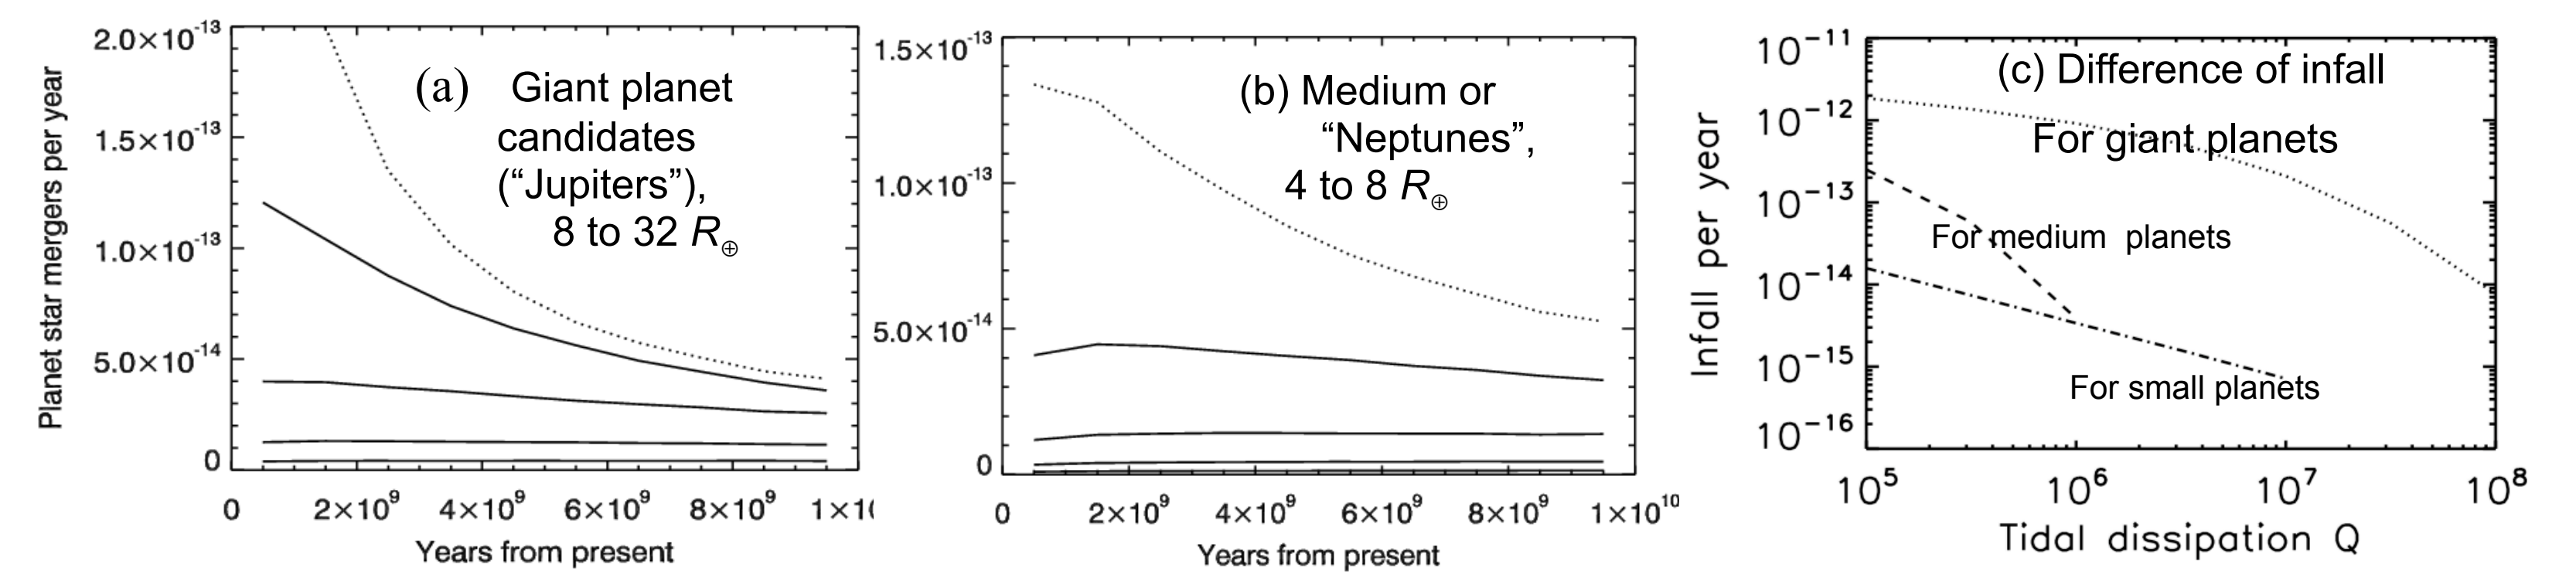 Planet star mergers per year
2.0×10⁻¹³
1.5×10⁻¹³
1.0×10⁻¹³
5.0×10⁻¹⁴
0
(a) Giant planet
candidates
(“Jupiters”),
8 to 32 R⊕
0 2×10⁹ 4×10⁹ 6×10⁹ 8×10⁹ 1×1
Years from present
1.5×10⁻¹³
1.0×10⁻¹³
5.0×10⁻¹⁴
0
(b) Medium or
“Neptunes”,
4 to 8 R⊕
0 2×10⁹ 4×10⁹ 6×10⁹ 8×10⁹ 1×10¹⁰
Years from present
Infall per year
10⁻¹¹
10⁻¹²
10⁻¹³
10⁻¹⁴
10⁻¹⁵
10⁻¹⁶
(c) Difference of infall
For giant planets
For medium planets
For small planets
10⁵ 10⁶ 10⁷ 10⁸
Tidal dissipation Q